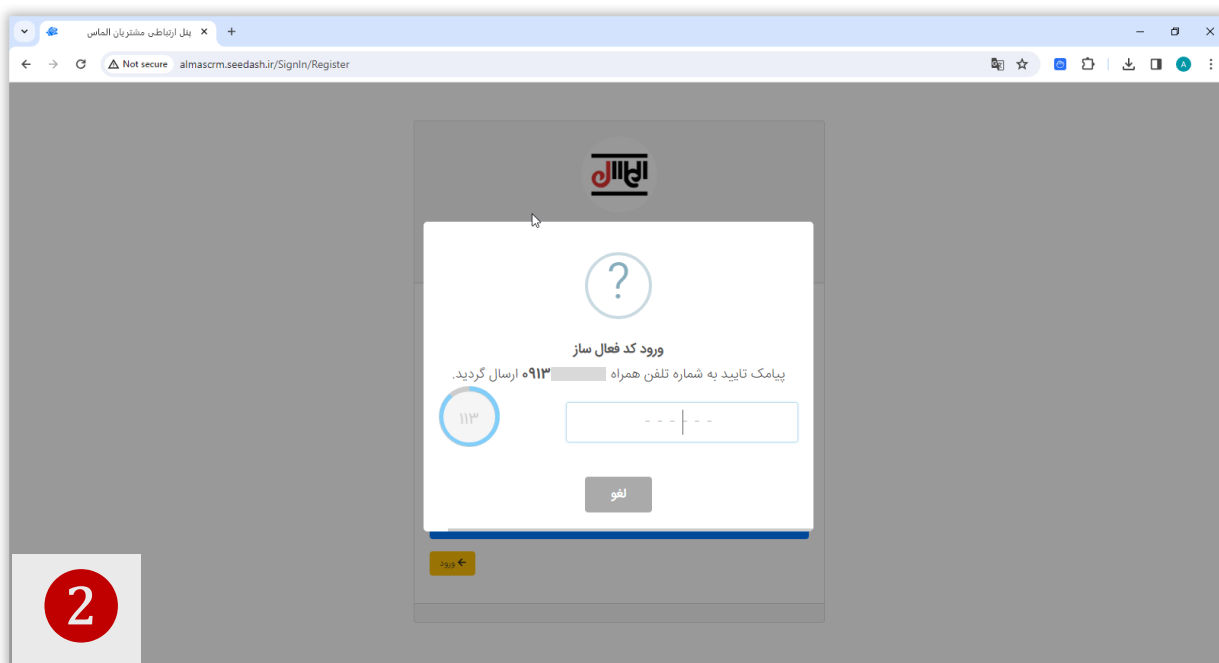 پنل ارتباطی مشتریان الماس
Not secure almascrm.seedash.ir/SignIn/Register
A
الماس
?
ورود کد فعال ساز
پیامک تایید به شماره تلفن همراه ۰۹۱۳ ارسال گردید.
۱۱۳
- - - - - -
لغو
ورود
2